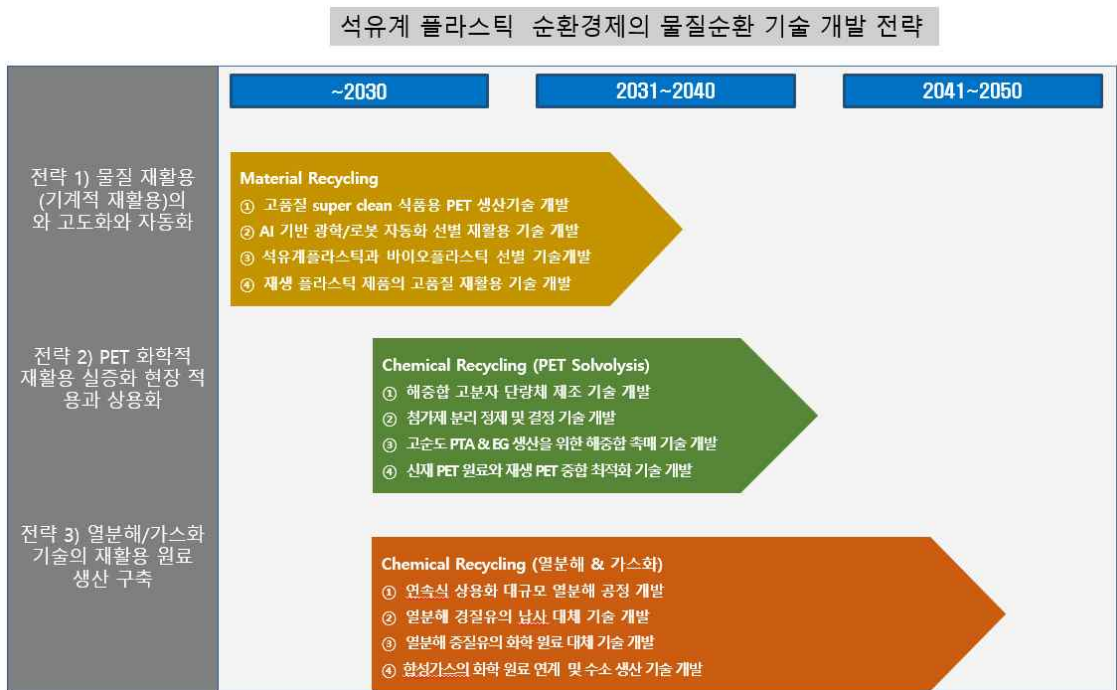 석유계 플라스틱 순환경제의 물질순환 기술 개발 전략
~2030
2031~2040
2041~2050
전략 1) 물질 재활용
(기계적 재활용)의
와 고도화와 자동화
Material Recycling
① 고품질 super clean 식품용 PET 생산기술 개발
② AI 기반 광학/로봇 자동화 선별 재활용 기술 개발
③ 석유계플라스틱과 바이오플라스틱 선별 기술개발
④ 재생 플라스틱 제품의 고품질 재활용 기술 개발
전략 2) PET 화학적
재활용 실증화 현장 적
용과 상용화
Chemical Recycling (PET Solvolysis)
① 해중합 고분자 단량체 제조 기술 개발
② 첨가제 분리 정제 및 결정 기술 개발
③ 고순도 PTA & EG 생산을 위한 해중합 촉매 기술 개발
④ 신재 PET 원료와 재생 PET 중합 최적화 기술 개발
전략 3) 열분해/가스화
기술의 재활용 원료
생산 구축
Chemical Recycling (열분해 & 가스화)
① 연속식 상용화 대규모 열분해 공정 개발
② 열분해 경질유의 납사 대체 기술 개발
③ 열분해 중질유의 화학 원료 대체 기술 개발
④ 합성가스의 화학 원료 연계 및 수소 생산 기술 개발